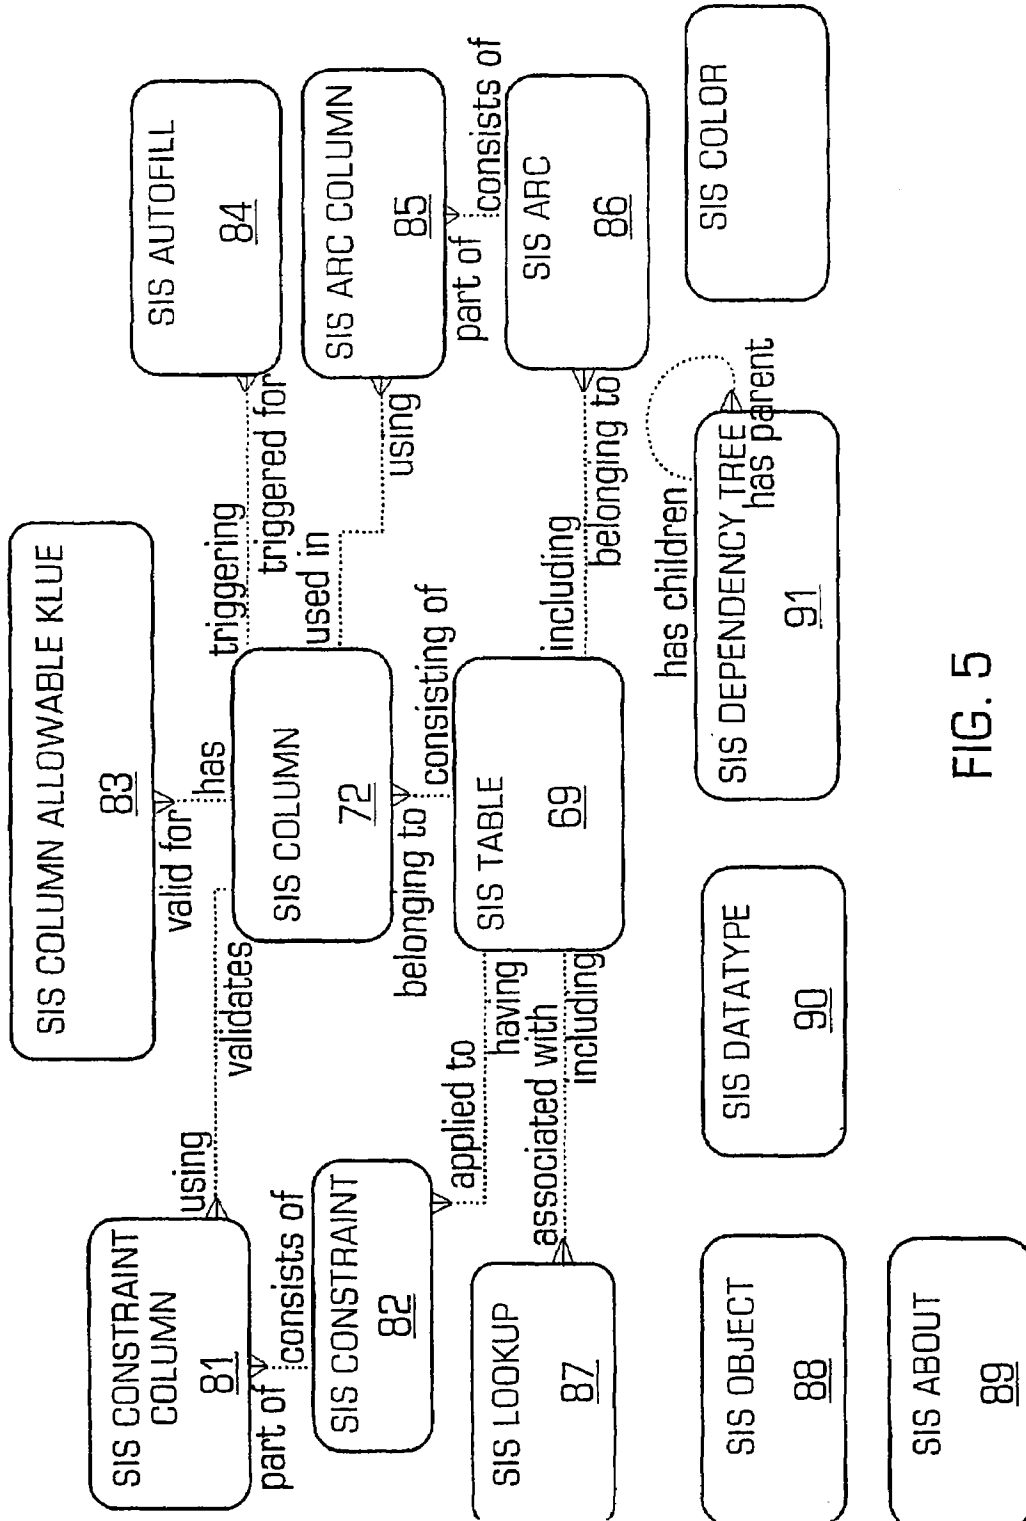 SIS COLUMN ALLOWABLE KLUE
83
valid for
has
SIS CONSTRAINT
COLUMN
81
using
validates
SIS COLUMN
72
triggering
triggered for
SIS AUTOFILL
84
used in
using
SIS ARC COLUMN
85
part of
consists of
part of
consists of
SIS CONSTRAINT
82
applied to
having
belonging to
consisting of
SIS TABLE
69
including
belonging to
SIS ARC
86
SIS LOOKUP
87
associated with
including
SIS OBJECT
88
SIS DATATYPE
90
has children
SIS DEPENDENCY TREE
91
has parent
SIS COLOR
SIS ABOUT
89
FIG. 5